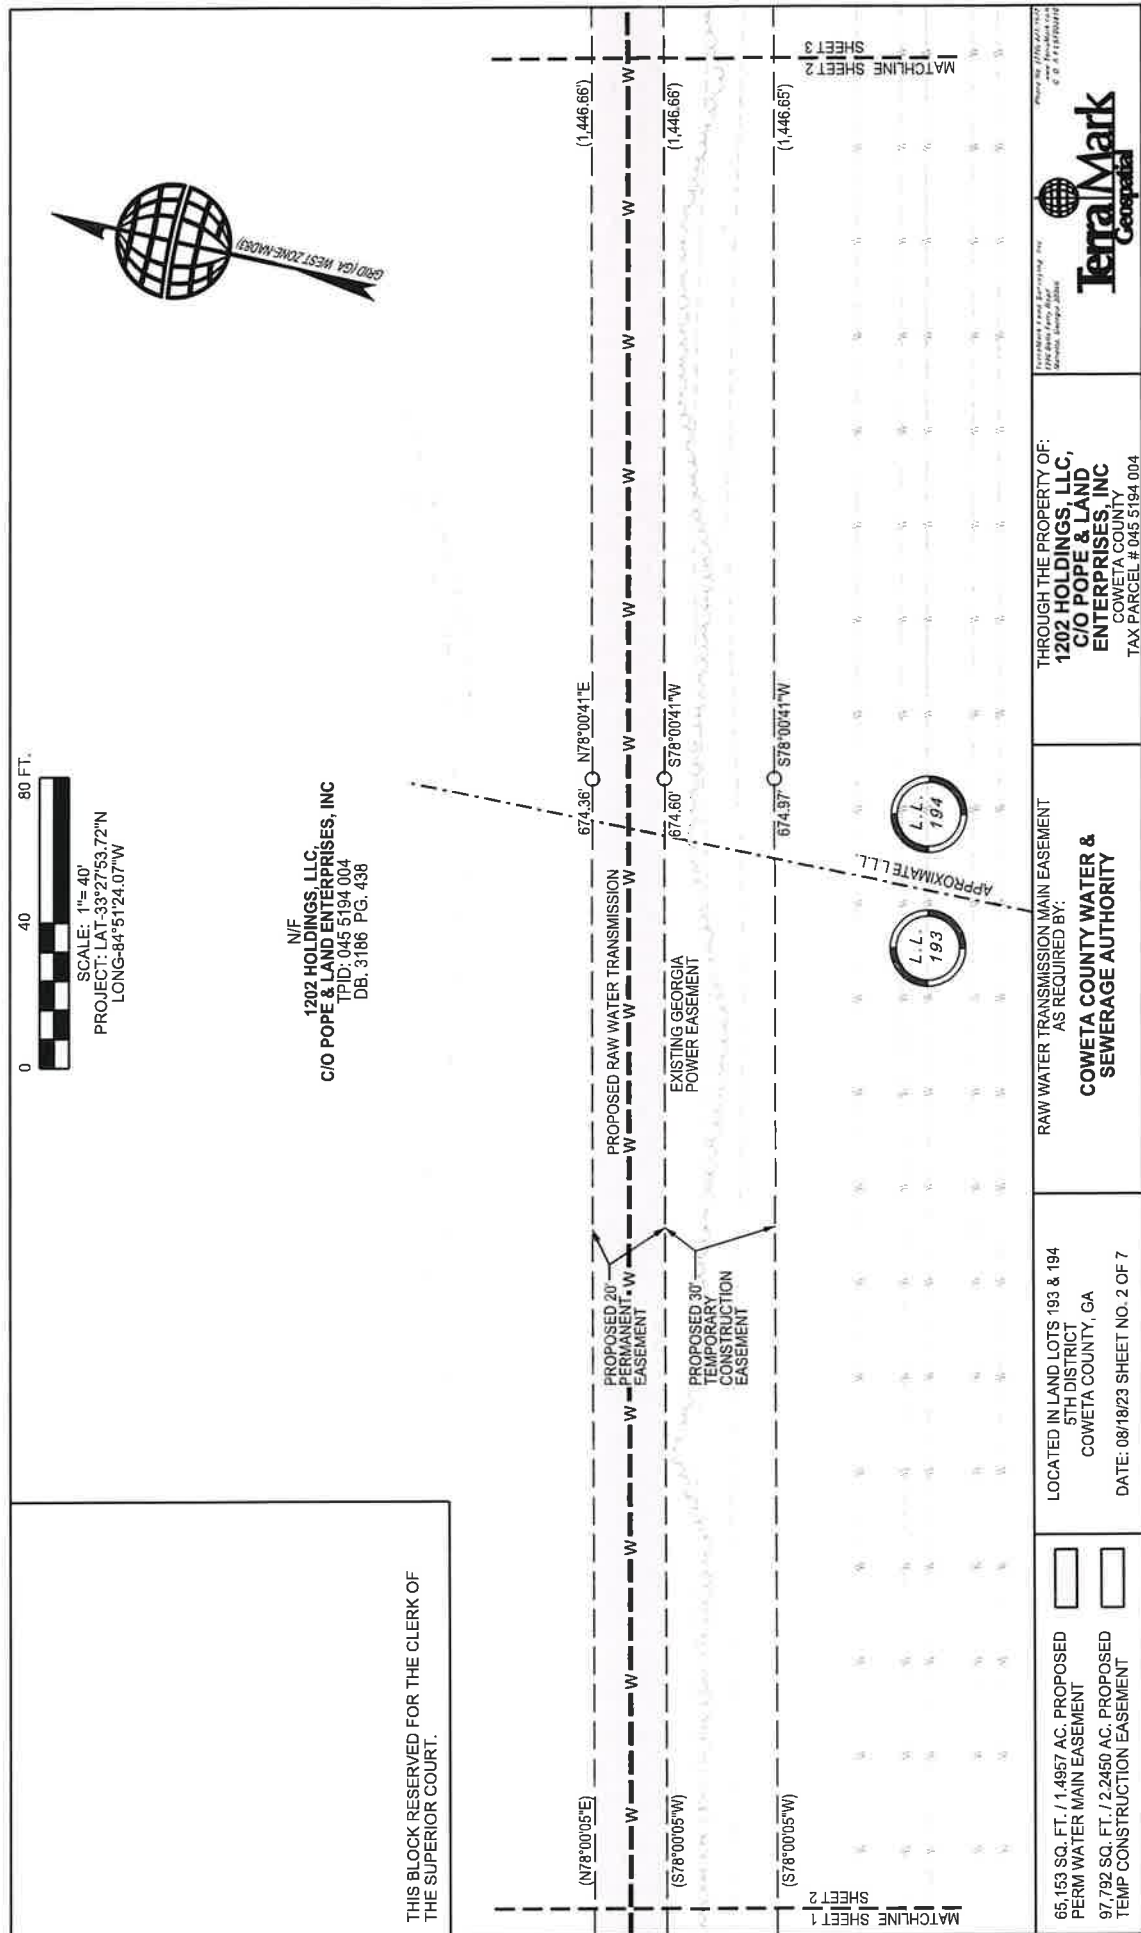 THIS BLOCK RESERVED FOR THE CLERK OF
THE SUPERIOR COURT.
0 40 80 FT.
SCALE: 1"= 40'
PROJECT: LAT-33°27'53.72"N
LONG-84°51'24.07"W
N/F
1202 HOLDINGS, LLC,
C/O POPE & LAND ENTERPRISES, INC
TPID: 045 5194 004
DB. 3186 PG. 438
GRID (GA WEST ZONE-NAD83)
(N78°00'05"E)
674.36' N78°00'41"E
(1,446.66')
PROPOSED RAW WATER TRANSMISSION
W W W W W W W W W W W W W W
(S78°00'05"W)
674.60' S78°00'41"W
(1,446.66')
EXISTING GEORGIA
POWER EASEMENT
PROPOSED 20'
PERMANENT
EASEMENT
PROPOSED 30'
TEMPORARY
CONSTRUCTION
EASEMENT
(S78°00'05"W)
674.97' S78°00'41"W
(1,446.65')
MATCHLINE SHEET 1
SHEET 2
MATCHLINE SHEET 2
SHEET 3
APPROXIMATE L.L.L.
L.L.
193
L.L.
194
65,153 SQ. FT. / 1.4957 AC. PROPOSED
PERM WATER MAIN EASEMENT
97,792 SQ. FT. / 2.2450 AC. PROPOSED
TEMP CONSTRUCTION EASEMENT
LOCATED IN LAND LOTS 193 & 194
5TH DISTRICT
COWETA COUNTY, GA
DATE: 08/18/23 SHEET NO. 2 OF 7
RAW WATER TRANSMISSION MAIN EASEMENT
AS REQUIRED BY:
COWETA COUNTY WATER &
SEWERAGE AUTHORITY
THROUGH THE PROPERTY OF:
1202 HOLDINGS, LLC,
C/O POPE & LAND
ENTERPRISES, INC
COWETA COUNTY
TAX PARCEL # 045 5194 004
TerraMark Land Surveying, Inc.
Marietta, Georgia 30066
TerraMark
Geospatial